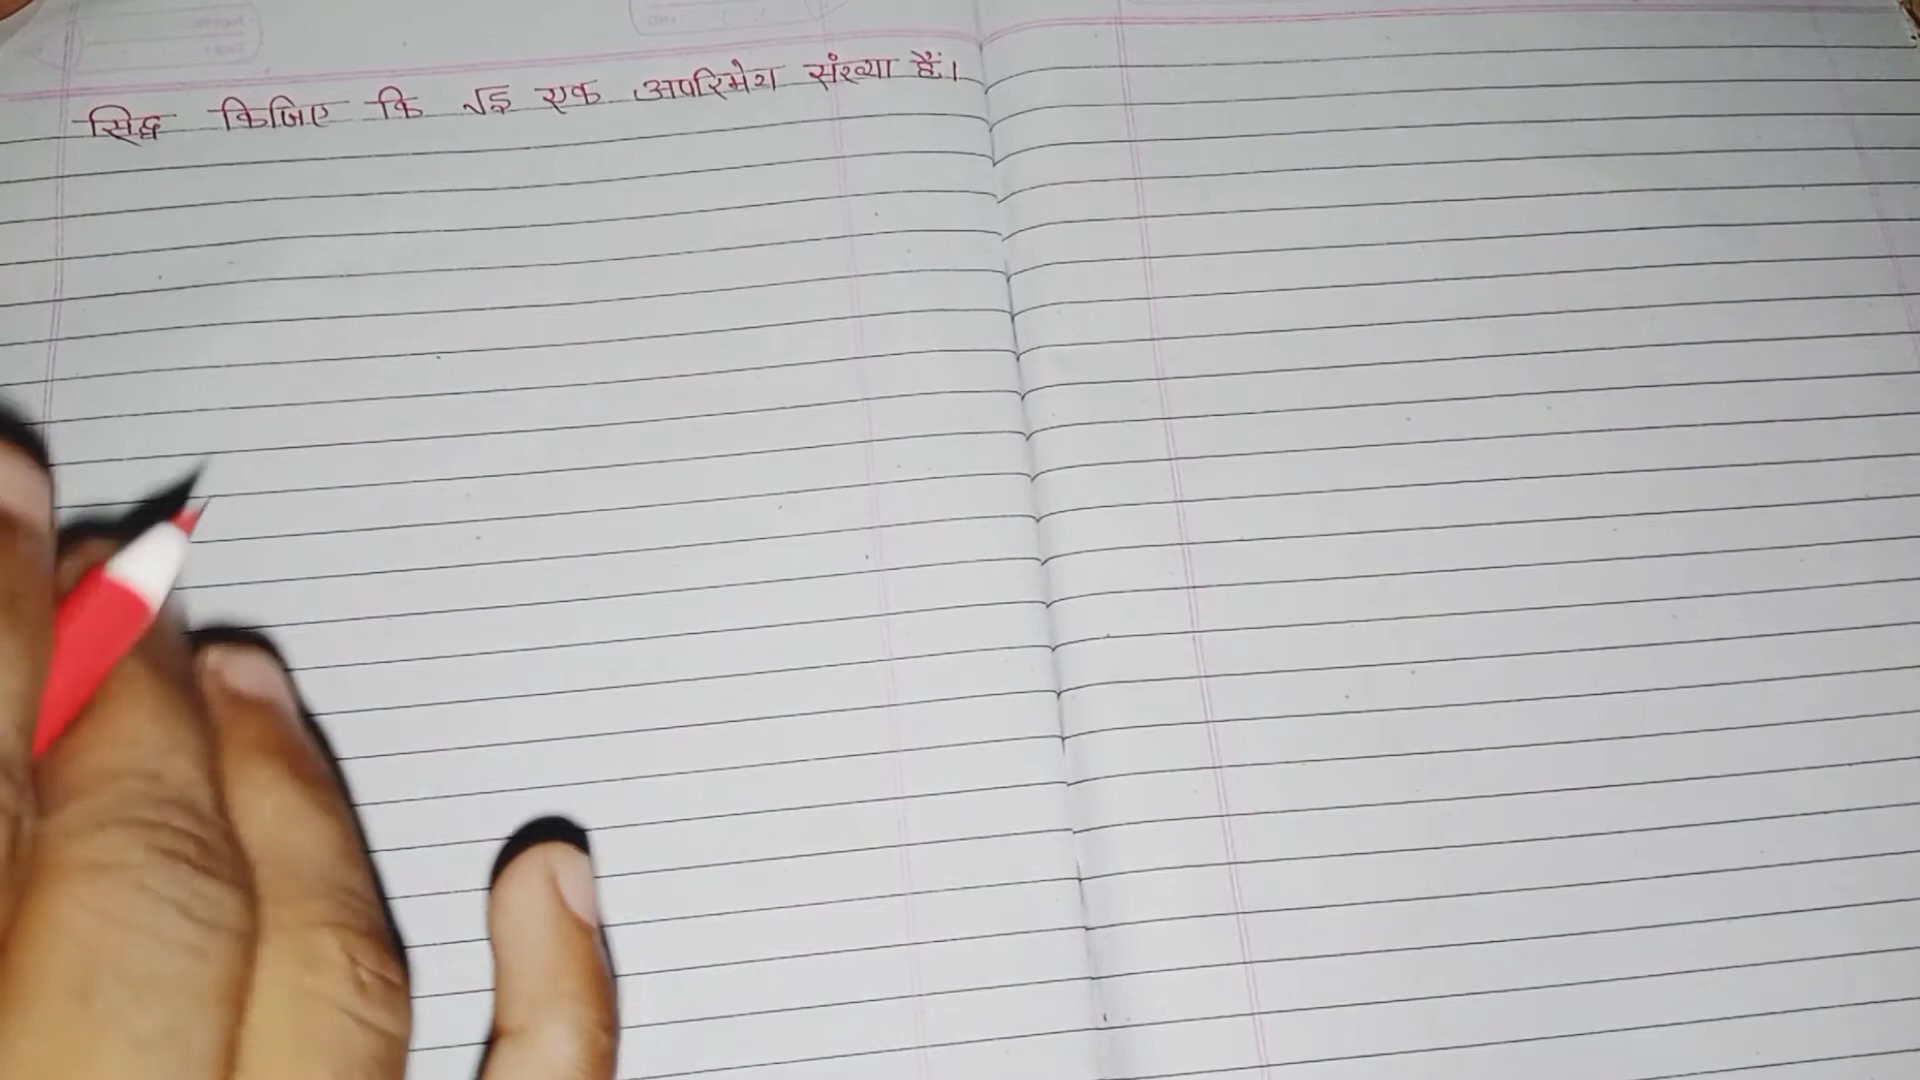 सिद्ध किजिए कि √3 एक अपरिमेय संख्या हैं।